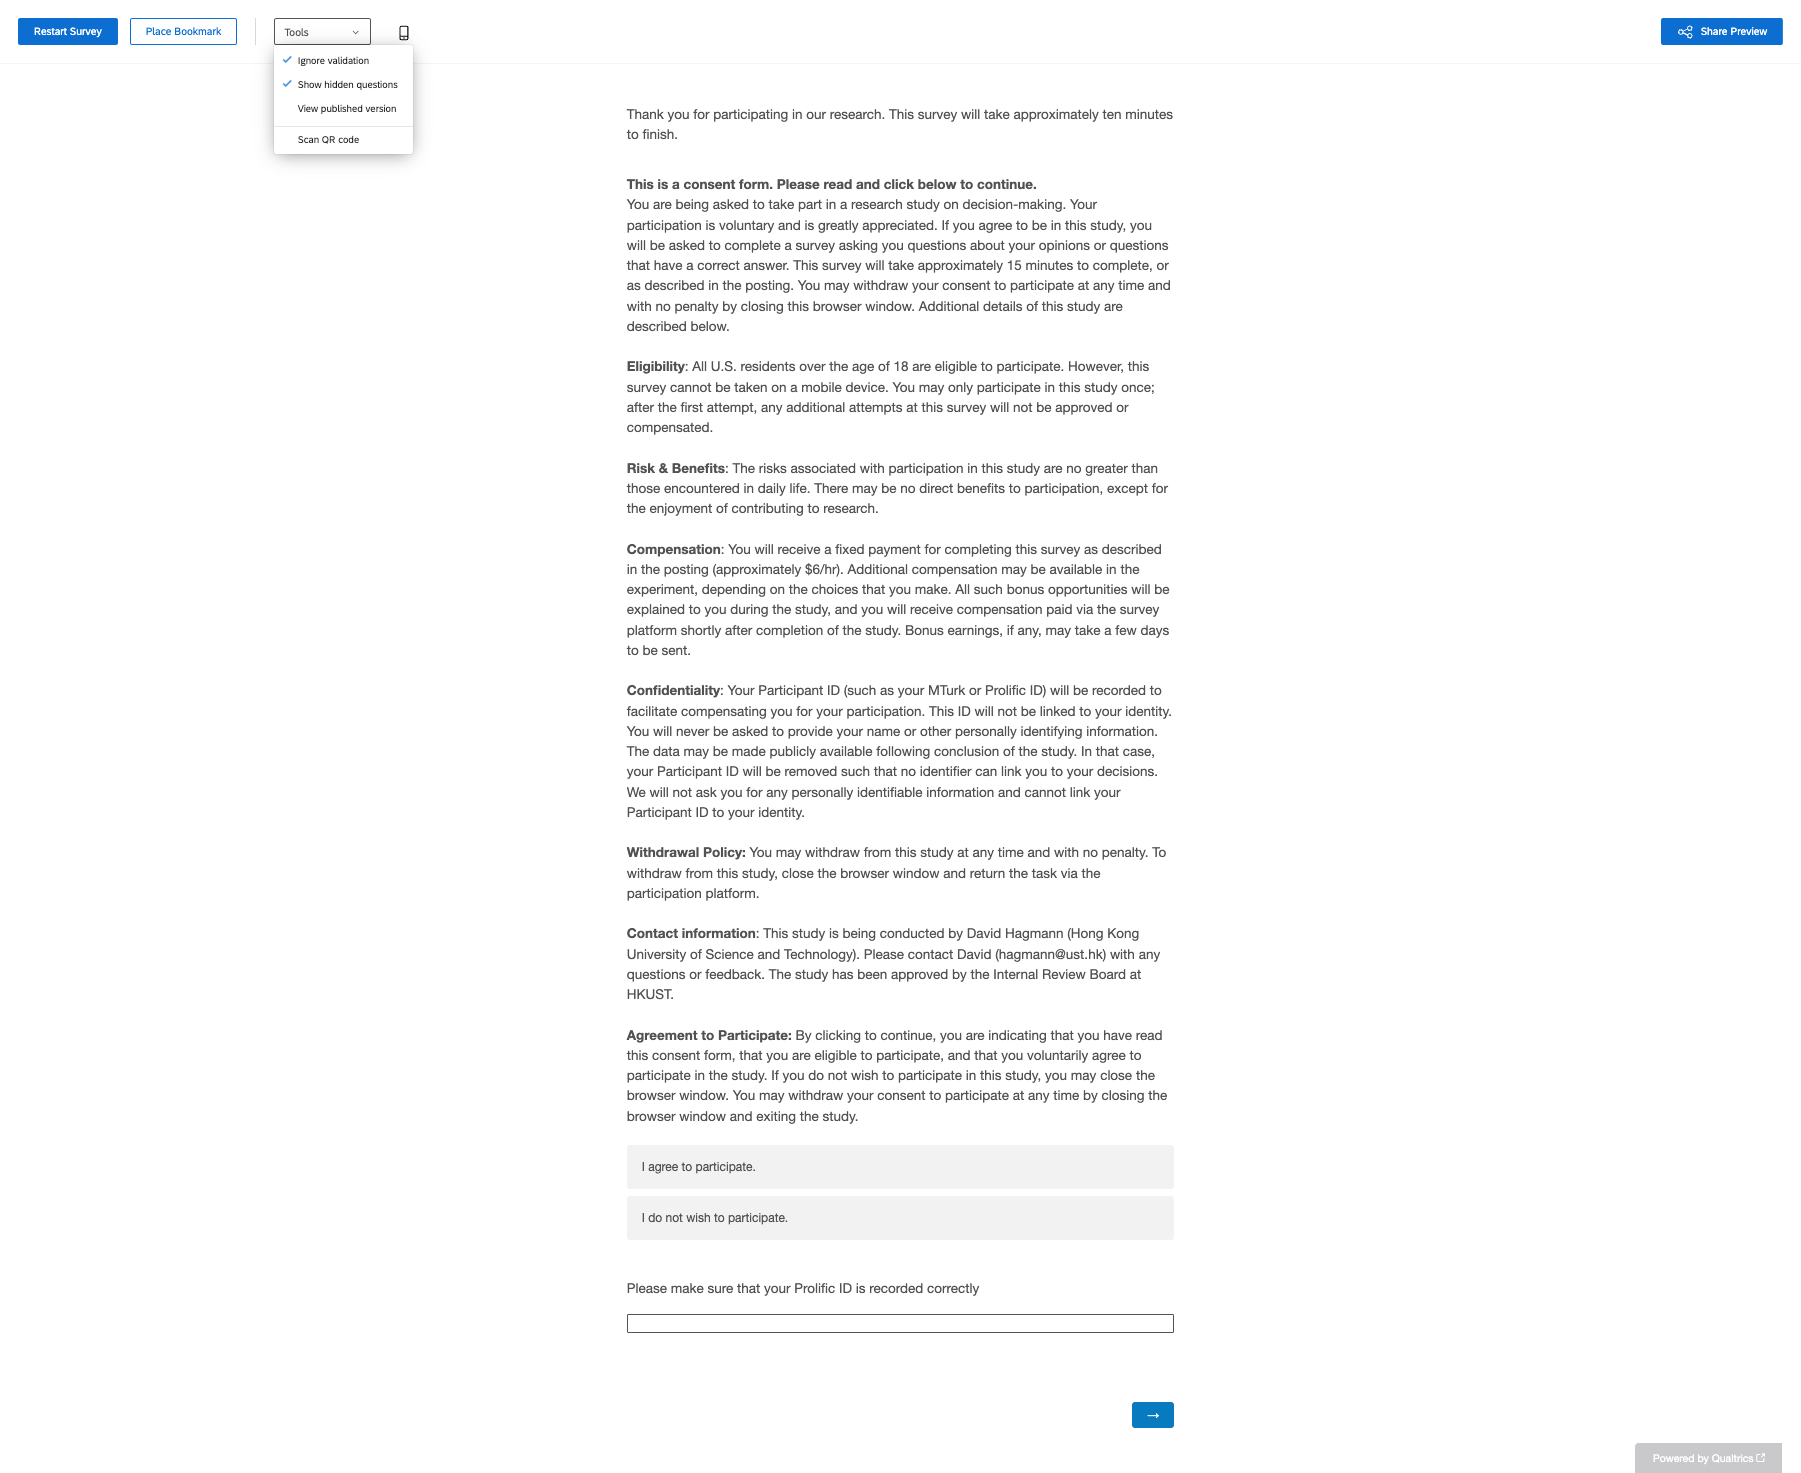 Restart Survey
Place Bookmark
Tools
Share Preview
Ignore validation
Show hidden questions
View published version
Scan QR code
Thank you for participating in our research. This survey will take approximately ten minutes
to finish.
This is a consent form. Please read and click below to continue.
You are being asked to take part in a research study on decision-making. Your
participation is voluntary and is greatly appreciated. If you agree to be in this study, you
will be asked to complete a survey asking you questions about your opinions or questions
that have a correct answer. This survey will take approximately 15 minutes to complete, or
as described in the posting. You may withdraw your consent to participate at any time and
with no penalty by closing this browser window. Additional details of this study are
described below.
Eligibility: All U.S. residents over the age of 18 are eligible to participate. However, this
survey cannot be taken on a mobile device. You may only participate in this study once;
after the first attempt, any additional attempts at this survey will not be approved or
compensated.
Risk & Benefits: The risks associated with participation in this study are no greater than
those encountered in daily life. There may be no direct benefits to participation, except for
the enjoyment of contributing to research.
Compensation: You will receive a fixed payment for completing this survey as described
in the posting (approximately $6/hr). Additional compensation may be available in the
experiment, depending on the choices that you make. All such bonus opportunities will be
explained to you during the study, and you will receive compensation paid via the survey
platform shortly after completion of the study. Bonus earnings, if any, may take a few days
to be sent.
Confidentiality: Your Participant ID (such as your MTurk or Prolific ID) will be recorded to
facilitate compensating you for your participation. This ID will not be linked to your identity.
You will never be asked to provide your name or other personally identifying information.
The data may be made publicly available following conclusion of the study. In that case,
your Participant ID will be removed such that no identifier can link you to your decisions.
We will not ask you for any personally identifiable information and cannot link your
Participant ID to your identity.
Withdrawal Policy: You may withdraw from this study at any time and with no penalty. To
withdraw from this study, close the browser window and return the task via the
participation platform.
Contact information: This study is being conducted by David Hagmann (Hong Kong
University of Science and Technology). Please contact David (hagmann@ust.hk) with any
questions or feedback. The study has been approved by the Internal Review Board at
HKUST.
Agreement to Participate: By clicking to continue, you are indicating that you have read
this consent form, that you are eligible to participate, and that you voluntarily agree to
participate in the study. If you do not wish to participate in this study, you may close the
browser window. You may withdraw your consent to participate at any time by closing the
browser window and exiting the study.
I agree to participate.
I do not wish to participate.
Please make sure that your Prolific ID is recorded correctly
→
Powered by Qualtrics